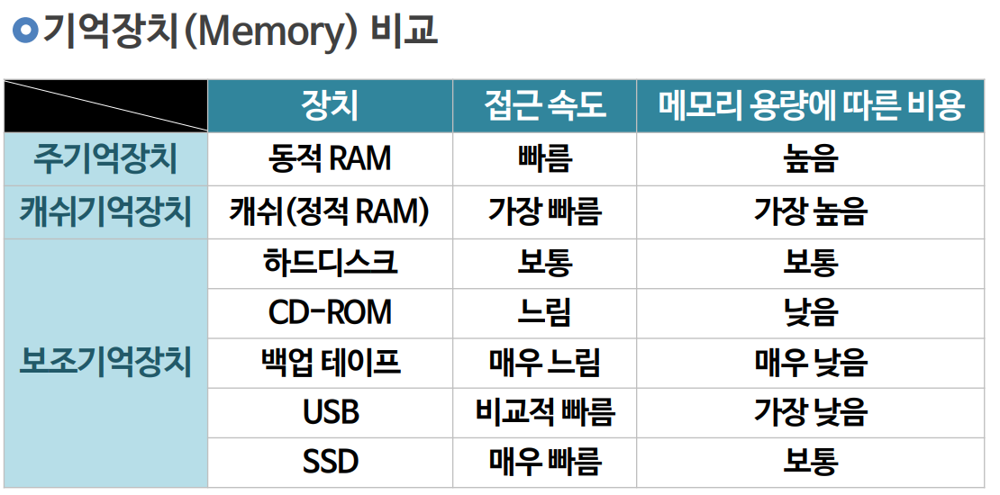 기억장치(Memory) 비교
장치 접근 속도 메모리 용량에 따른 비용
주기억장치 동적 RAM 빠름 높음
캐쉬기억장치 캐쉬(정적 RAM) 가장 빠름 가장 높음
보조기억장치 하드디스크 보통 보통
CD-ROM 느림 낮음
백업 테이프 매우 느림 매우 낮음
USB 비교적 빠름 가장 낮음
SSD 매우 빠름 보통